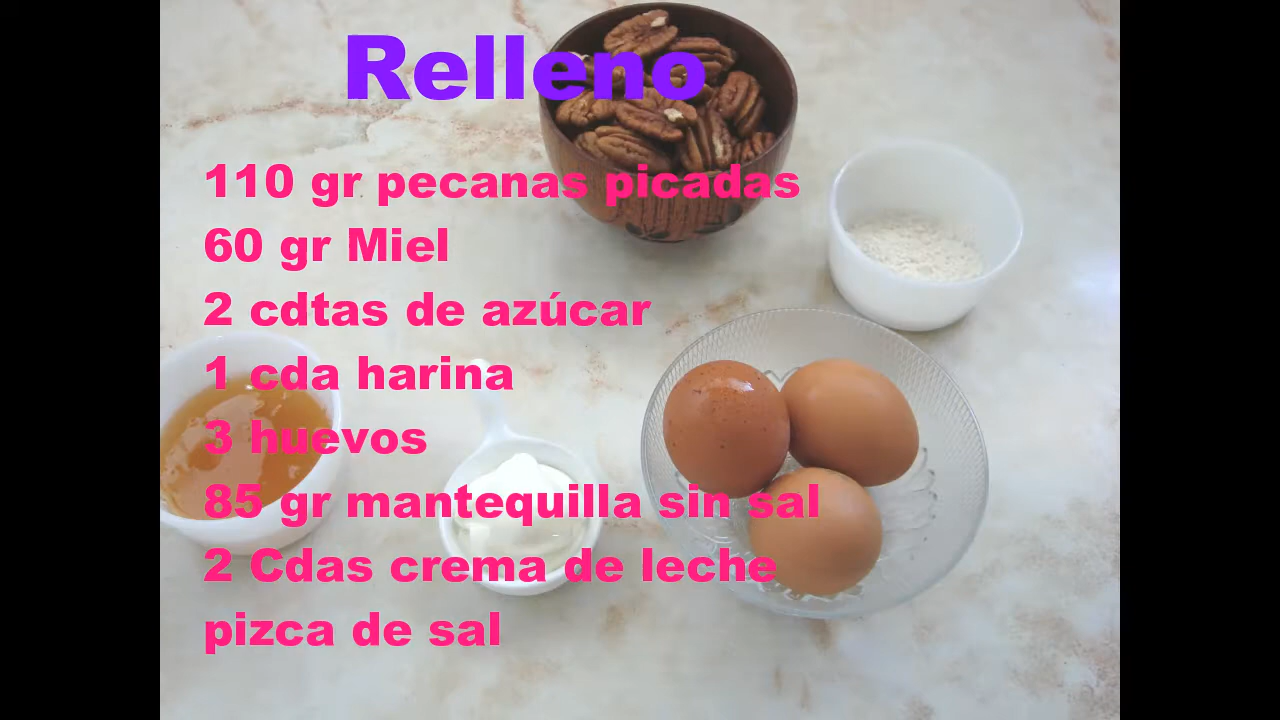 Relleno
110 gr pecanas picadas
60 gr Miel
2 cdtas de azúcar
1 cda harina
3 huevos
85 gr mantequilla sin sal
2 Cdas crema de leche
pizca de sal